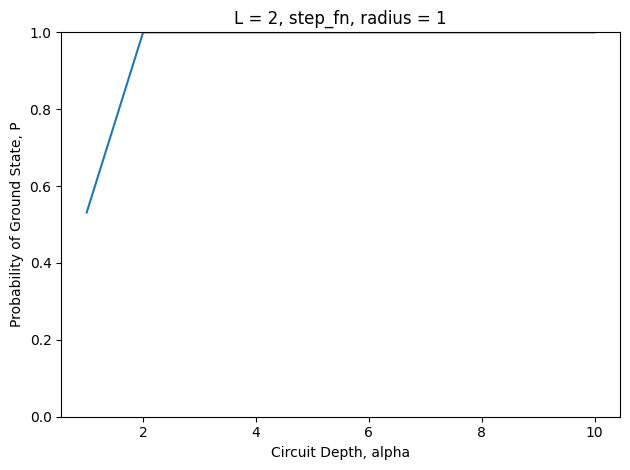 L = 2, step_fn, radius = 1
1.0
0.8
0.6
0.4
0.2
0.0
Probability of Ground State, P
2 4 6 8 10
Circuit Depth, alpha